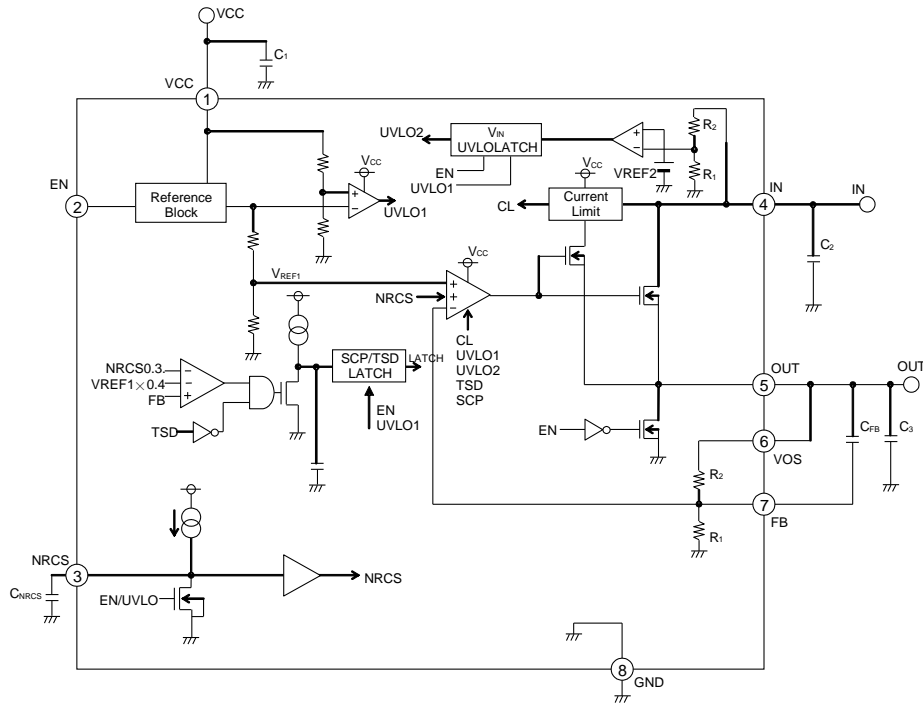 VCC
C1
VCC
1
UVLO2
VIN
UVLOLATCH
R2
EN
UVLO1
VREF2
R1
EN
VCC
VCC
IN
IN
2
Reference
Block
UVLO1
CL
Current
Limit
4
C2
VREF1
VCC
NRCS
CL
UVLO1
UVLO2
TSD
SCP
NRCS0.3.
VREF1×0.4
FB
SCP/TSD
LATCH
LATCH
TSD
EN
UVLO1
OUT
OUT
5
EN
6
CFB
C3
VOS
R2
7
FB
R1
NRCS
3
NRCS
CNRCS
EN/UVLO
8
GND